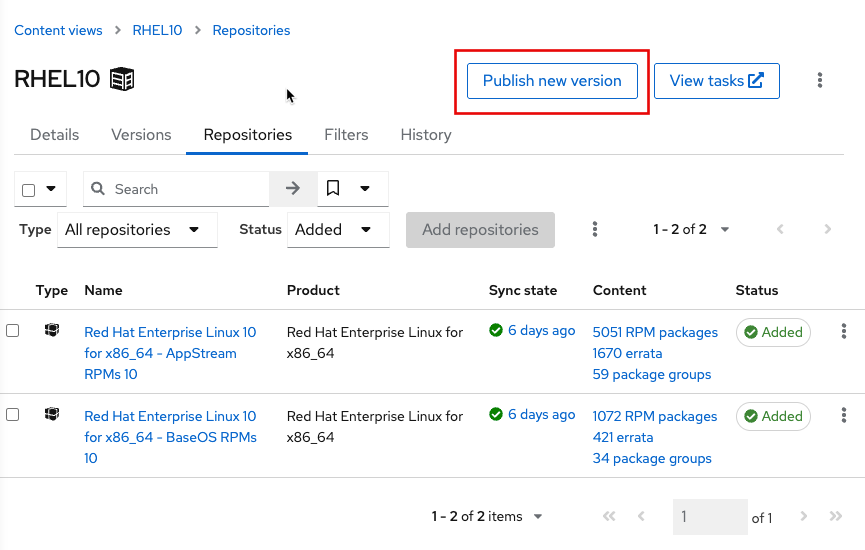 Content views > RHEL10 > Repositories
RHEL10
Publish new version
View tasks
Details Versions Repositories Filters History
Search
Type All repositories Status Added Add repositories 1 - 2 of 2
Type Name Product Sync state Content Status
Red Hat Enterprise Linux 10 Red Hat Enterprise Linux for 6 days ago 5051 RPM packages Added
for x86_64 - AppStream x86_64 1670 errata
RPMs 10 59 package groups
Red Hat Enterprise Linux 10 Red Hat Enterprise Linux for 6 days ago 1072 RPM packages Added
for x86_64 - BaseOS RPMs x86_64 421 errata
10 34 package groups
1 - 2 of 2 items 1 of 1